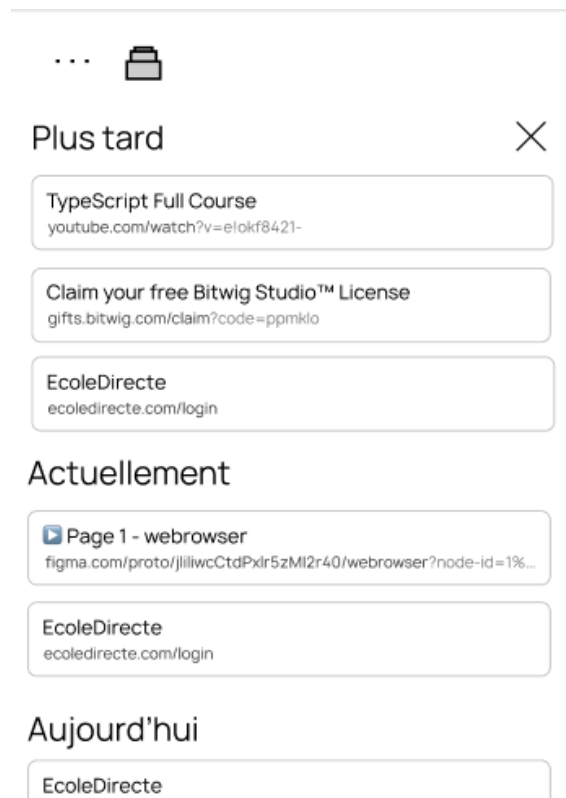 ...
Plus tard
TypeScript Full Course
youtube.com/watch?v=e!okf8421-
Claim your free Bitwig Studio™ License
gifts.bitwig.com/claim?code=ppmklo
EcoleDirecte
ecoledirecte.com/login
Actuellement
Page 1 - webrowser
figma.com/proto/jliliwcCtdPxlr5zMl2r40/webrowser?node-id=1%...
EcoleDirecte
ecoledirecte.com/login
Aujourd'hui
EcoleDirecte